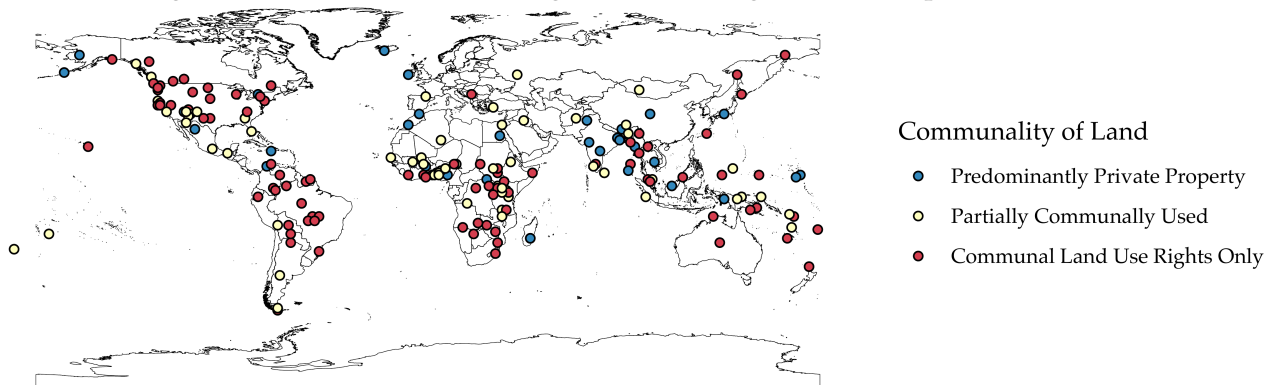 Communality of Land
Predominantly Private Property
Partially Communally Used
Communal Land Use Rights Only